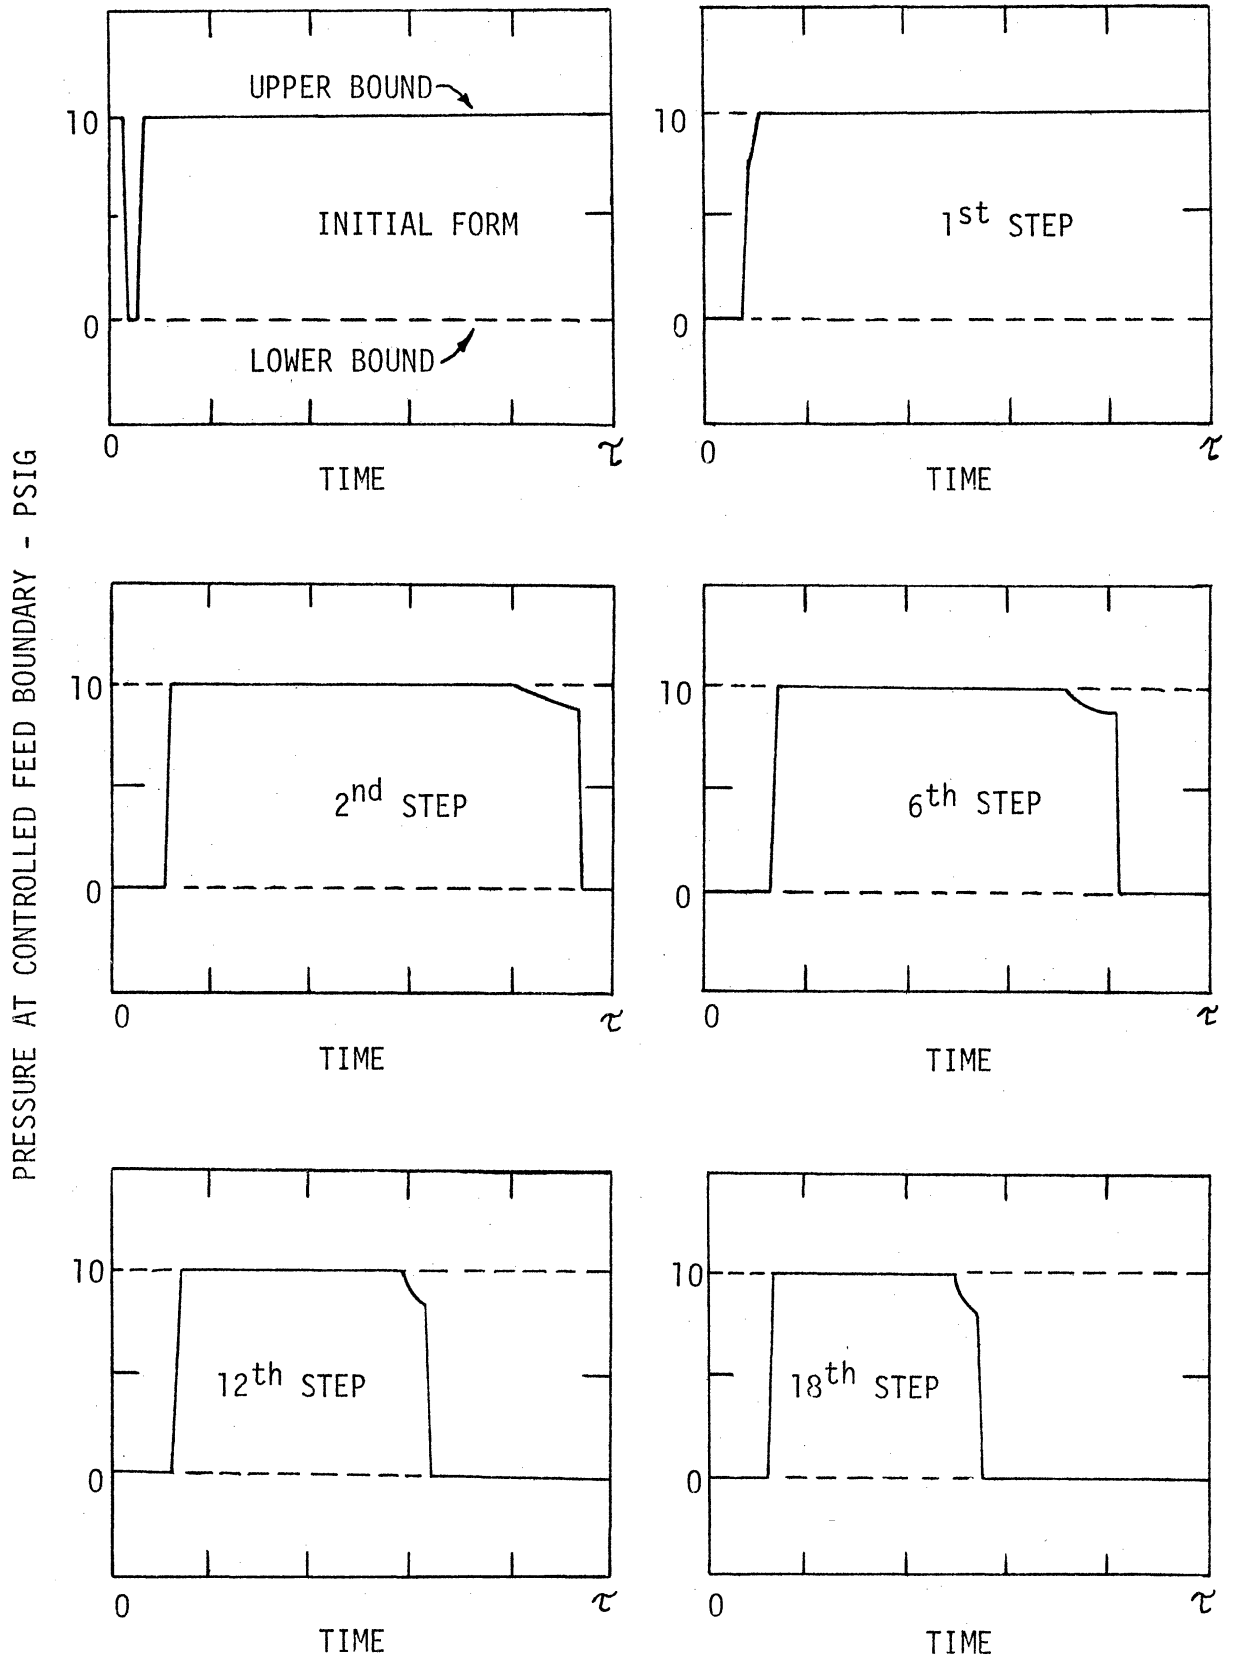 PRESSURE AT CONTROLLED FEED BOUNDARY - PSIG
UPPER BOUND
10
INITIAL FORM
0
LOWER BOUND
0
τ
TIME
10
1st STEP
0
0
τ
TIME
10
2nd STEP
0
0
τ
TIME
10
6th STEP
0
0
τ
TIME
10
12th STEP
0
0
τ
TIME
10
18th STEP
0
0
τ
TIME